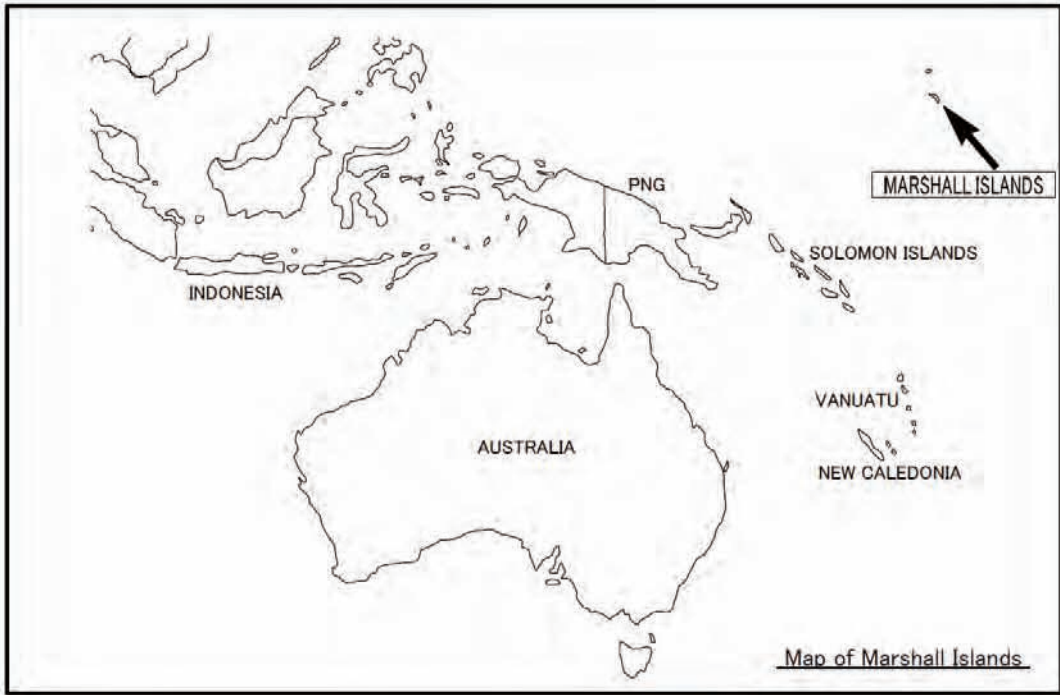 PNG
MARSHALL ISLANDS
SOLOMON ISLANDS
INDONESIA
VANUATU
AUSTRALIA
NEW CALEDONIA
Map of Marshall Islands